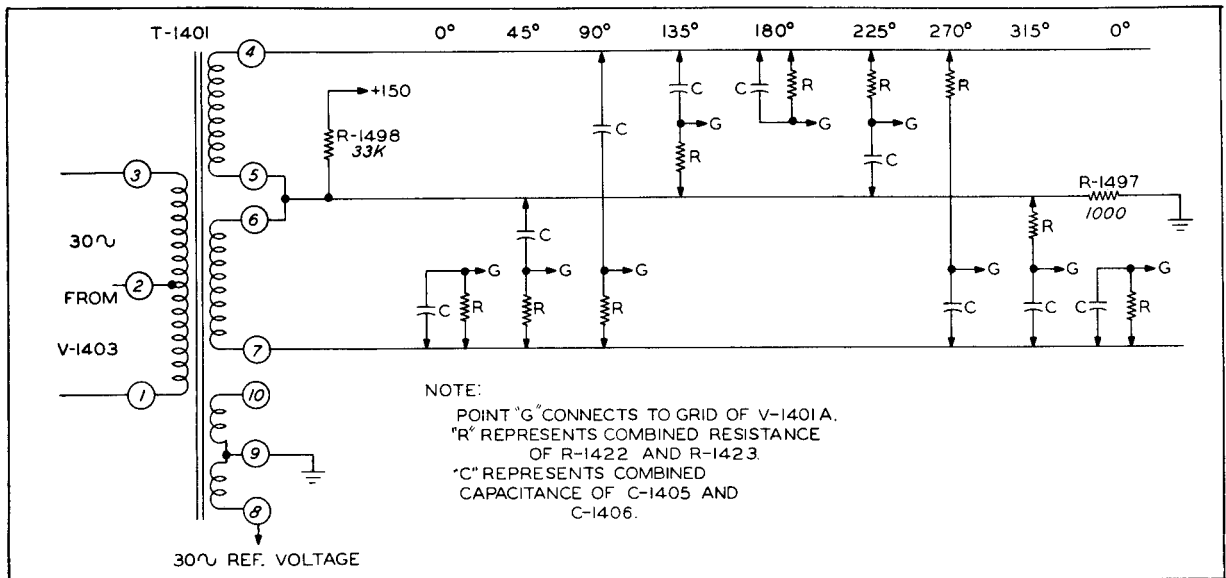 T-1401 0° 45° 90° 135° 180° 225° 270° 315° 0°
4
+150
C R R R
R-1498
33K
C G G G
C
R C
3 5
R-1497
1000
6
30∿
C R
2
G G G G G G
FROM
C R R R C C C R
V-1403
7
1 10
9
8
30∿ REF. VOLTAGE
NOTE:
POINT "G" CONNECTS TO GRID OF V-1401A.
"R" REPRESENTS COMBINED RESISTANCE
OF R-1422 AND R-1423.
"C" REPRESENTS COMBINED
CAPACITANCE OF C-1405 AND
C-1406.